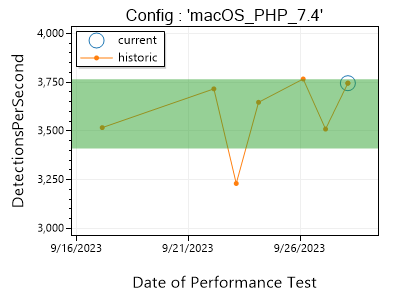 Config : 'macOS_PHP_7.4'
4,000
current
historic
3,750
3,500
3,250
3,000
DetectionsPerSecond
9/16/2023 9/21/2023 9/26/2023
Date of Performance Test